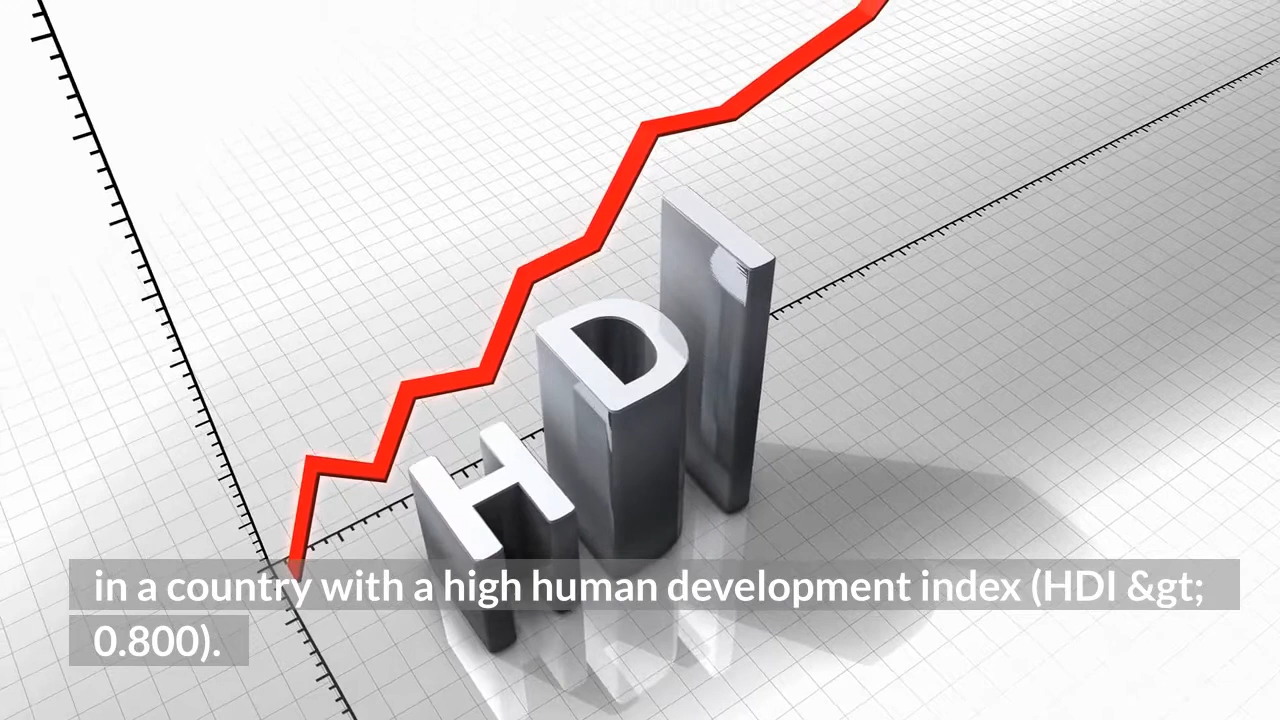 HDI
in a country with a high human development index (HDI &gt;
0.800).